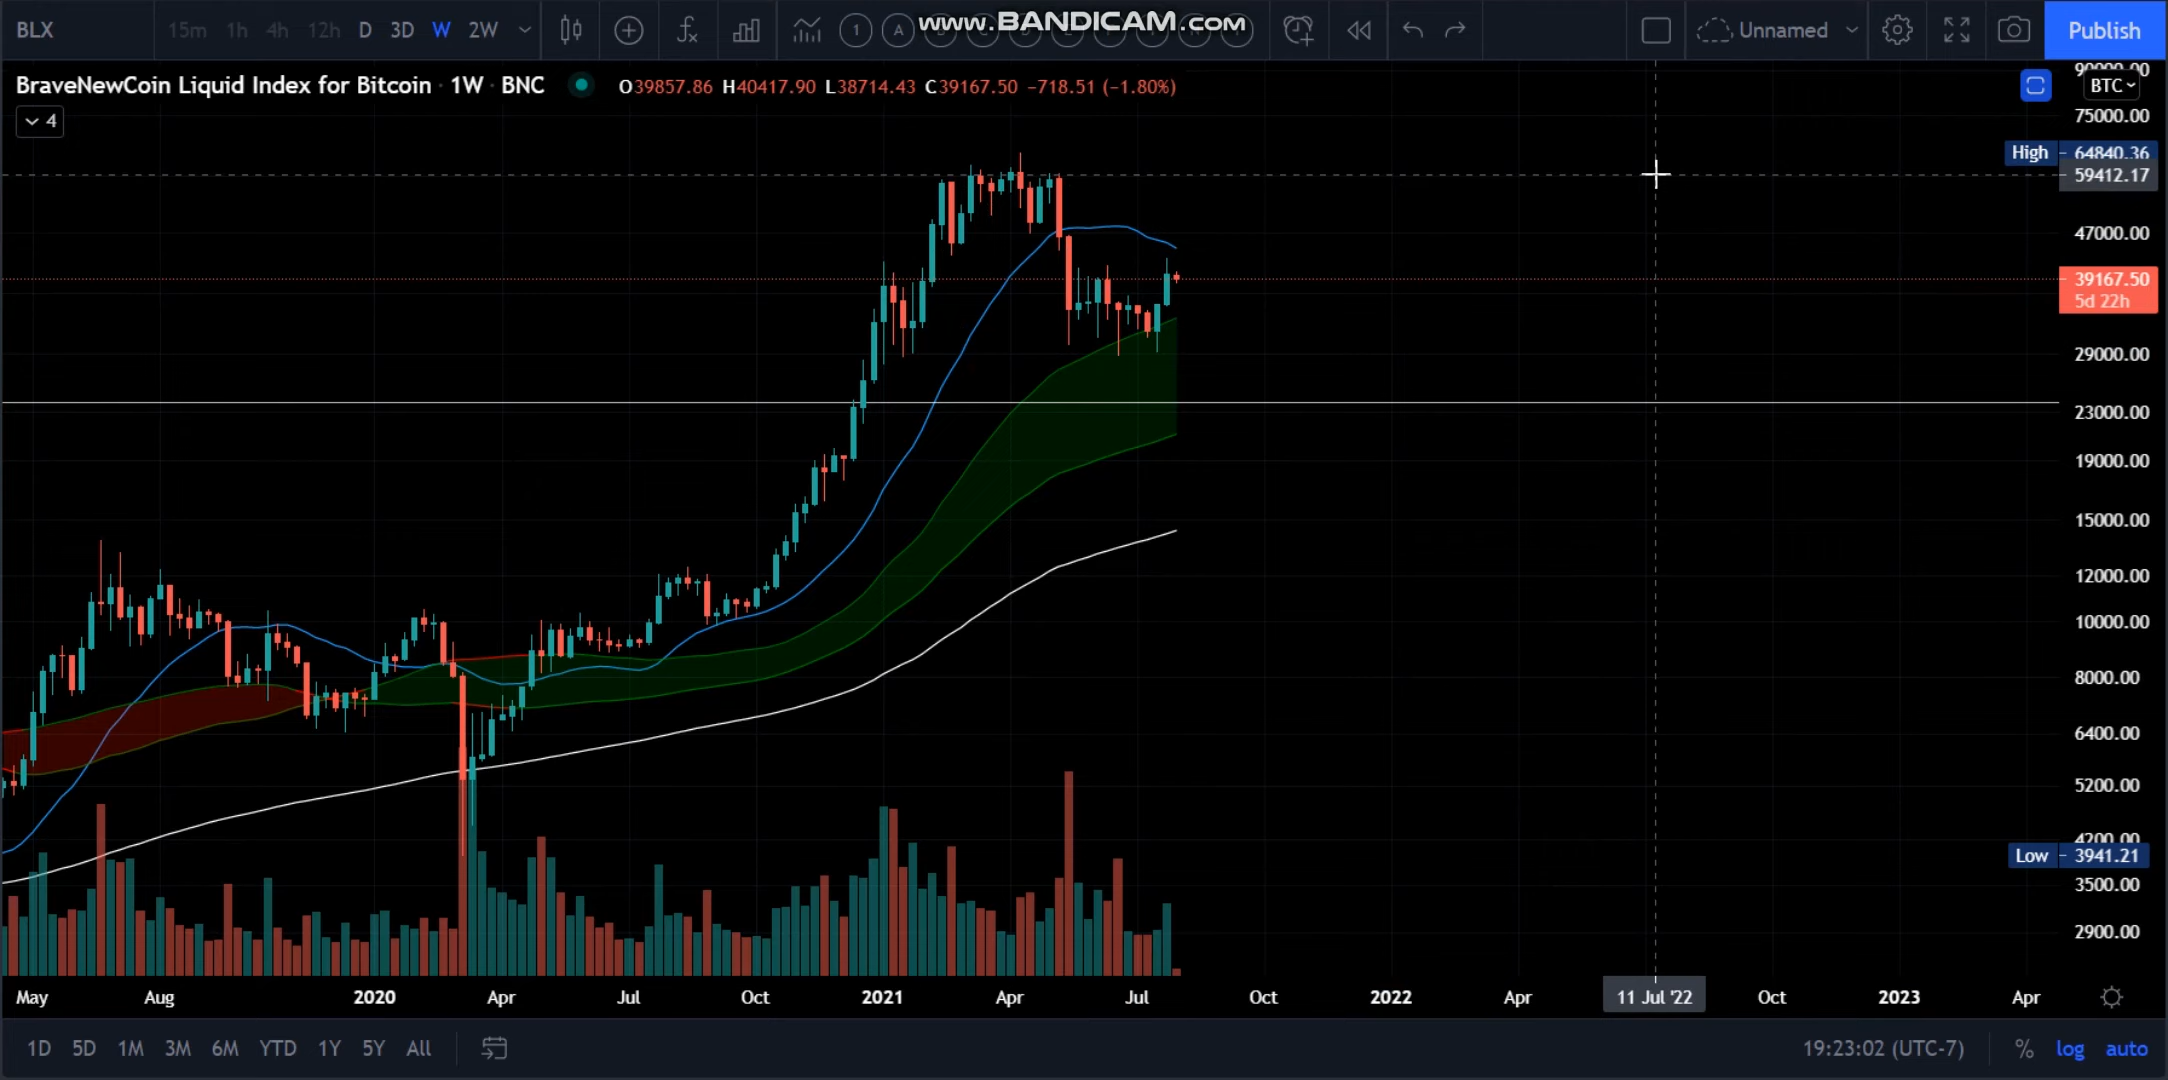 BLX 15m 1h 4h 12h D 3D W 2W 1 A www.BANDICAM.com Unnamed Publish
BraveNewCoin Liquid Index for Bitcoin · 1W · BNC O39857.86 H40417.90 L38714.43 C39167.50 −718.51 (−1.80%)
4
90000.00
BTC
75000.00
High 64840.36
59412.17
47000.00
39167.50
5d 22h
29000.00
23000.00
19000.00
15000.00
12000.00
10000.00
8000.00
6400.00
5200.00
4200.00
Low 3941.21
3500.00
2900.00
May Aug 2020 Apr Jul Oct 2021 Apr Jul Oct 2022 Apr 11 Jul '22 Oct 2023 Apr
1D 5D 1M 3M 6M YTD 1Y 5Y All 19:23:02 (UTC-7) % log auto